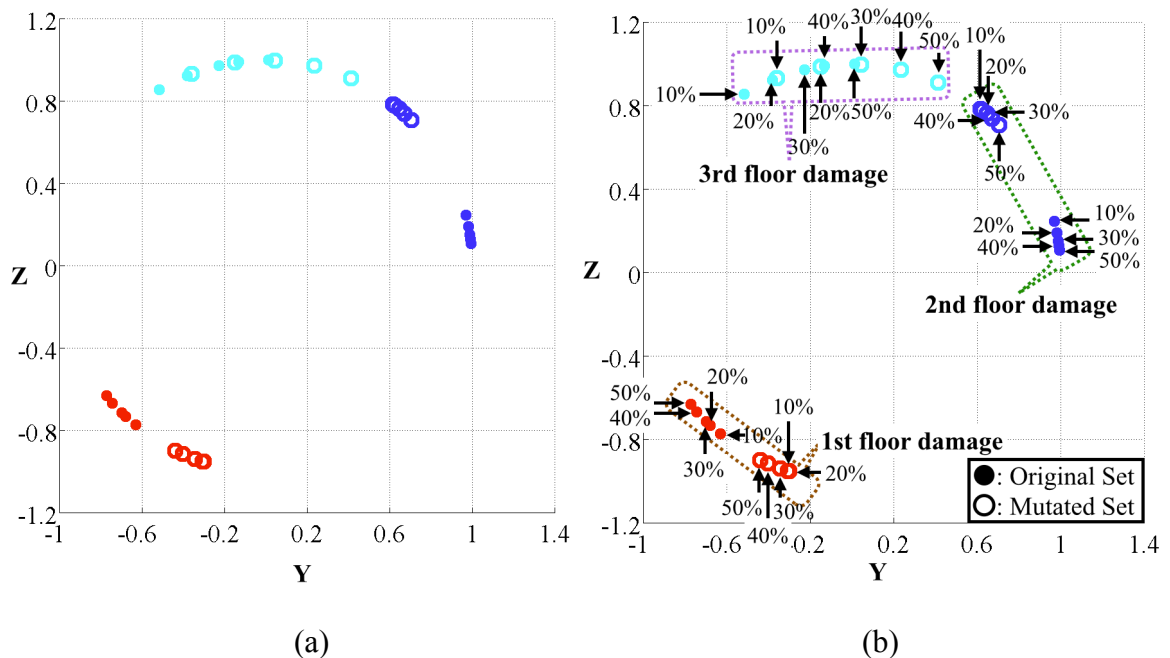 1.2
0.8
0.4
Z 0
-0.4
-0.8
-1.2
-1 -0.6 -0.2 0.2 0.6 1 1.4
Y
(a)
1.2
40% 30% 40%
10% 50% 10%
20%
0.8
10%
30%
40%
20% 20% 50%
30%
50%
3rd floor damage
0.4
10%
20%
30%
40%
50%
Z 0
2nd floor damage
-0.4
20%
50%
10%
40%
10%
1st floor damage
-0.8
30%
20%
50% 30%
40%
: Original Set
: Mutated Set
-1.2
-1 -0.6 -0.2 0.2 0.6 1 1.4
Y
(b)